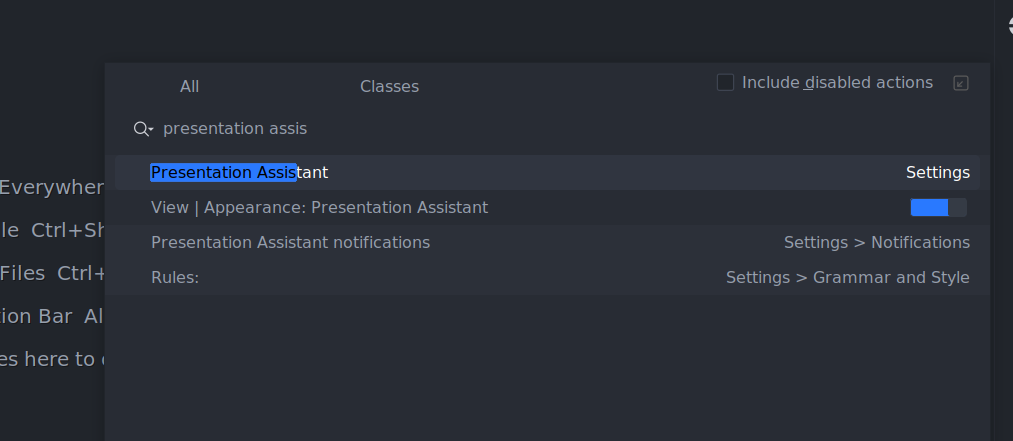 All Classes Include disabled actions
presentation assis
Presentation Assistant Settings
Everywher
View | Appearance: Presentation Assistant
le Ctrl+Sh
Presentation Assistant notifications Settings > Notifications
Files Ctrl+
Rules: Settings > Grammar and Style
tion Bar Al
es here to